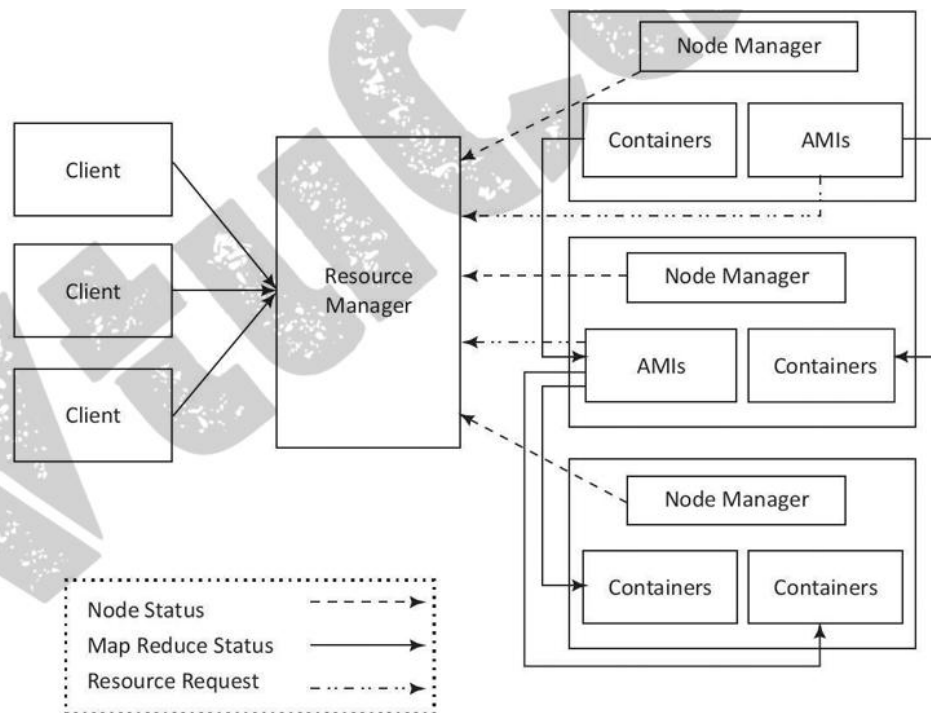 Node Manager
Containers
AMIs
Client
Client
Client
Resource
Manager
Node Manager
AMIs
Containers
Node Manager
Containers
Containers
Node Status
Map Reduce Status
Resource Request